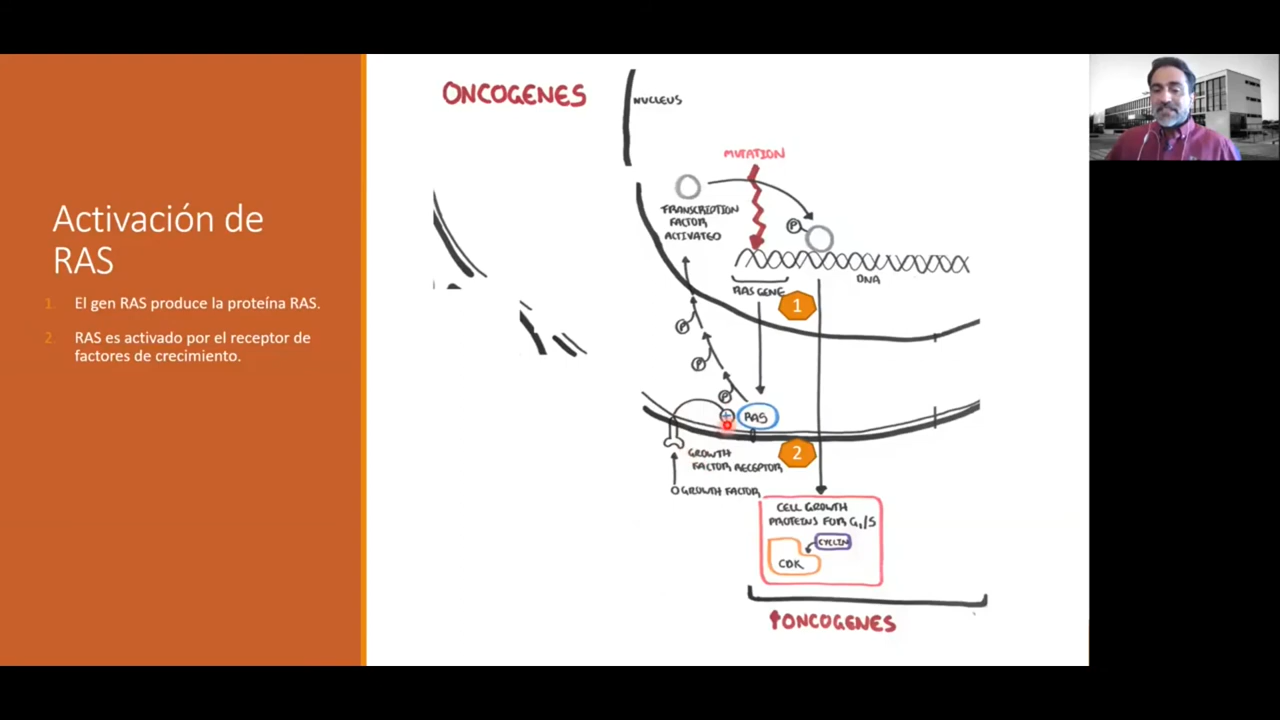 Activación de
RAS
1. El gen RAS produce la proteína RAS.
2. RAS es activado por el receptor de
factores de crecimiento.
ONCOGENES
NUCLEUS
MUTATION
TRANSCRIPTION
FACTOR
ACTIVATED
P
DNA
RAS GENE
1
P
P
P
+
RAS
2
GROWTH
FACTOR RECEPTOR
GROWTH FACTOR
CELL GROWTH
PROTEINS FOR G1/S
CYCLIN
CDK
↑ONCOGENES